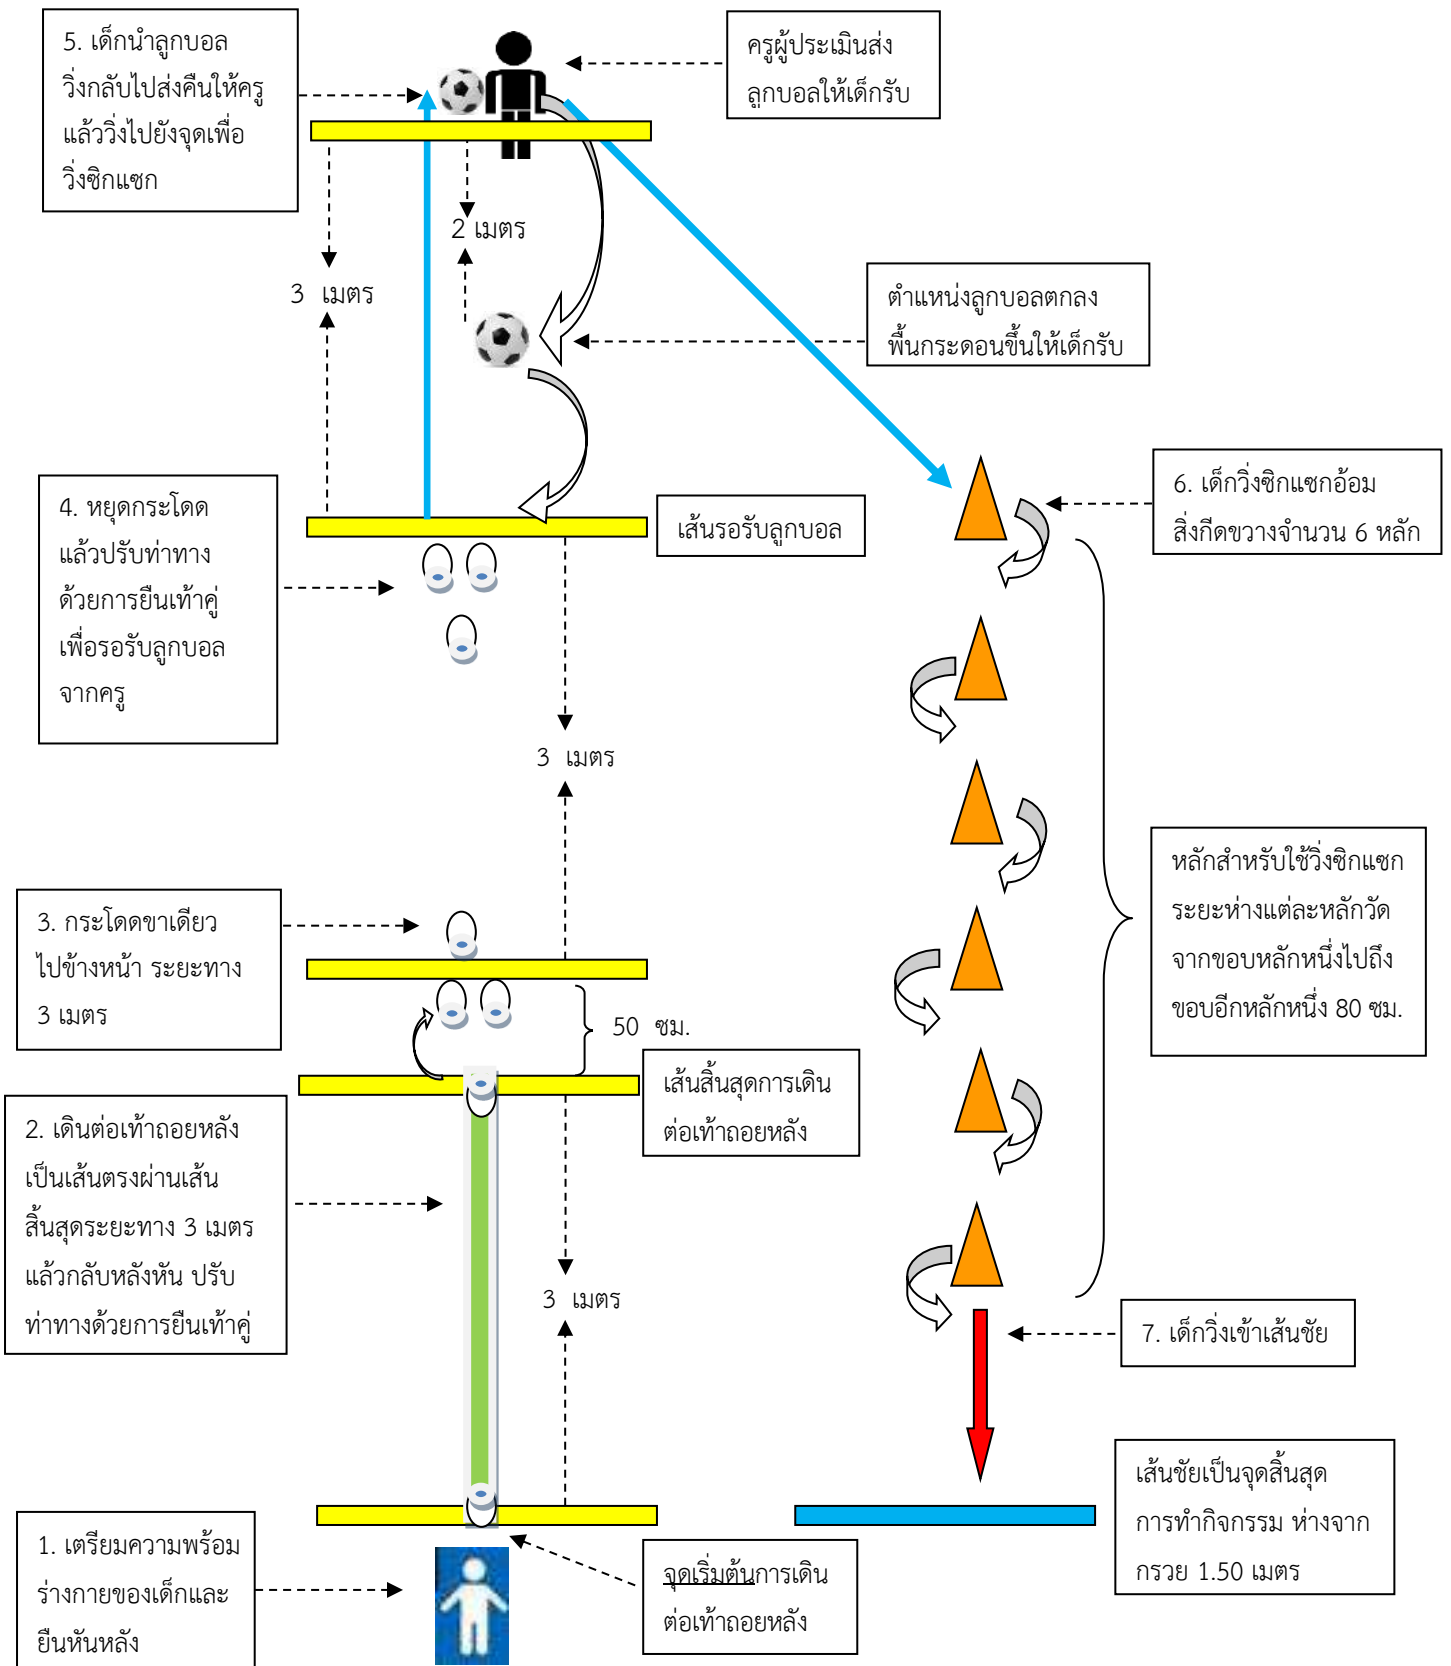 5. เด็กนำลูกบอล
วิ่งกลับไปส่งคืนให้ครู
แล้ววิ่งไปยังจุดเพื่อ
วิ่งซิกแซก
ครูผู้ประเมินส่ง
ลูกบอลให้เด็กรับ
2 เมตร
3 เมตร
ตำแหน่งลูกบอลตกลง
พื้นกระดอนขึ้นให้เด็กรับ
4. หยุดกระโดด
แล้วปรับท่าทาง
ด้วยการยืนเท้าคู่
เพื่อรอรับลูกบอล
จากครู
เส้นรอรับลูกบอล
6. เด็กวิ่งซิกแซกอ้อม
สิ่งกีดขวางจำนวน 6 หลัก
3 เมตร
หลักสำหรับใช้วิ่งซิกแซก
ระยะห่างแต่ละหลักวัด
จากขอบหลักหนึ่งไปถึง
ขอบอีกหลักหนึ่ง 80 ซม.
3. กระโดดขาเดียว
ไปข้างหน้า ระยะทาง
3 เมตร
50 ซม.
เส้นสิ้นสุดการเดิน
ต่อเท้าถอยหลัง
2. เดินต่อเท้าถอยหลัง
เป็นเส้นตรงผ่านเส้น
สิ้นสุดระยะทาง 3 เมตร
แล้วกลับหลังหัน ปรับ
ท่าทางด้วยการยืนเท้าคู่
3 เมตร
7. เด็กวิ่งเข้าเส้นชัย
เส้นชัยเป็นจุดสิ้นสุด
การทำกิจกรรม ห่างจาก
กรวย 1.50 เมตร
1. เตรียมความพร้อม
ร่างกายของเด็กและ
ยืนหันหลัง
จุดเริ่มต้นการเดิน
ต่อเท้าถอยหลัง